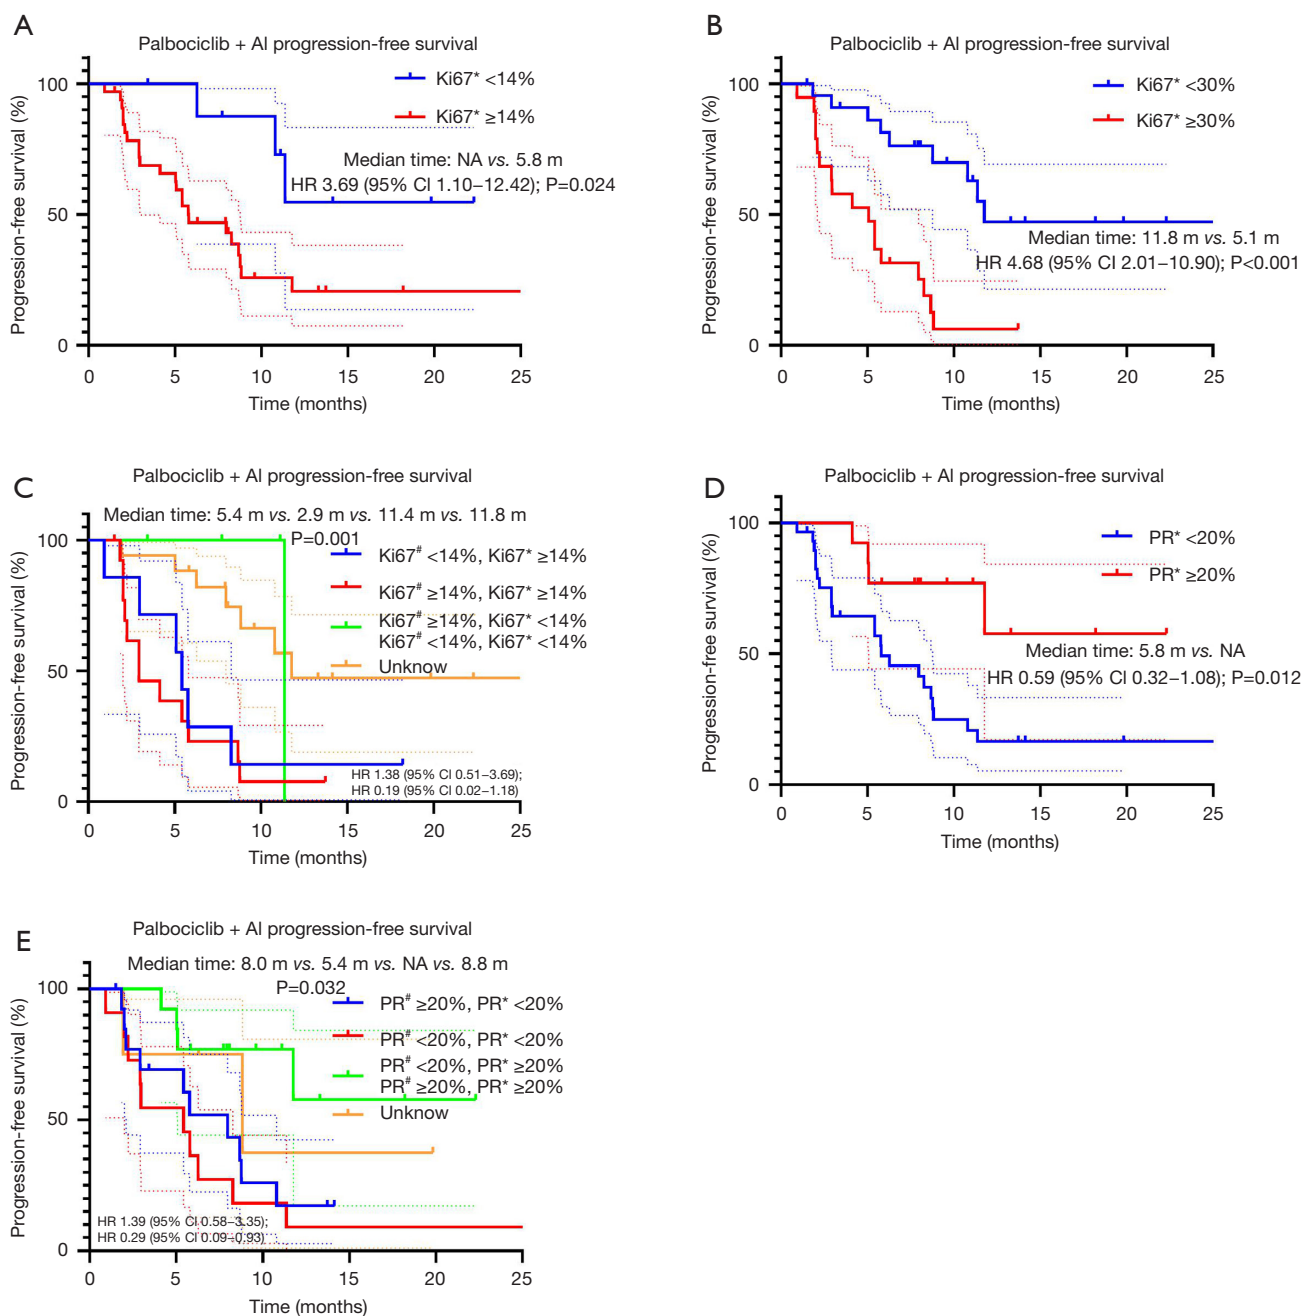 A
Palbociclib + AI progression-free survival
Ki67* <14%
Ki67* ≥14%
Median time: NA vs. 5.8 m
HR 3.69 (95% CI 1.10–12.42); P=0.024
Progression-free survival (%)
100
50
0
0 5 10 15 20 25
Time (months)
B
Palbociclib + AI progression-free survival
Ki67* <30%
Ki67* ≥30%
Median time: 11.8 m vs. 5.1 m
HR 4.68 (95% CI 2.01–10.90); P<0.001
Progression-free survival (%)
100
50
0
0 5 10 15 20 25
Time (months)
C
Palbociclib + AI progression-free survival
Median time: 5.4 m vs. 2.9 m vs. 11.4 m vs. 11.8 m
P=0.001
Ki67# <14%, Ki67* ≥14%
Ki67# ≥14%, Ki67* ≥14%
Ki67# ≥14%, Ki67* <14%
Ki67# <14%, Ki67* <14%
Unknow
HR 1.38 (95% CI 0.51–3.69);
HR 0.19 (95% CI 0.02–1.18)
Progression-free survival (%)
100
50
0
0 5 10 15 20 25
Time (months)
D
Palbociclib + AI progression-free survival
PR* <20%
PR* ≥20%
Median time: 5.8 m vs. NA
HR 0.59 (95% CI 0.32–1.08); P=0.012
Progression-free survival (%)
100
50
0
0 5 10 15 20 25
Time (months)
E
Palbociclib + AI progression-free survival
Median time: 8.0 m vs. 5.4 m vs. NA vs. 8.8 m
P=0.032
PR# ≥20%, PR* <20%
PR# <20%, PR* <20%
PR# <20%, PR* ≥20%
PR# ≥20%, PR* ≥20%
Unknow
HR 1.39 (95% CI 0.58–3.35);
HR 0.29 (95% CI 0.09–0.93)
Progression-free survival (%)
100
50
0
0 5 10 15 20 25
Time (months)